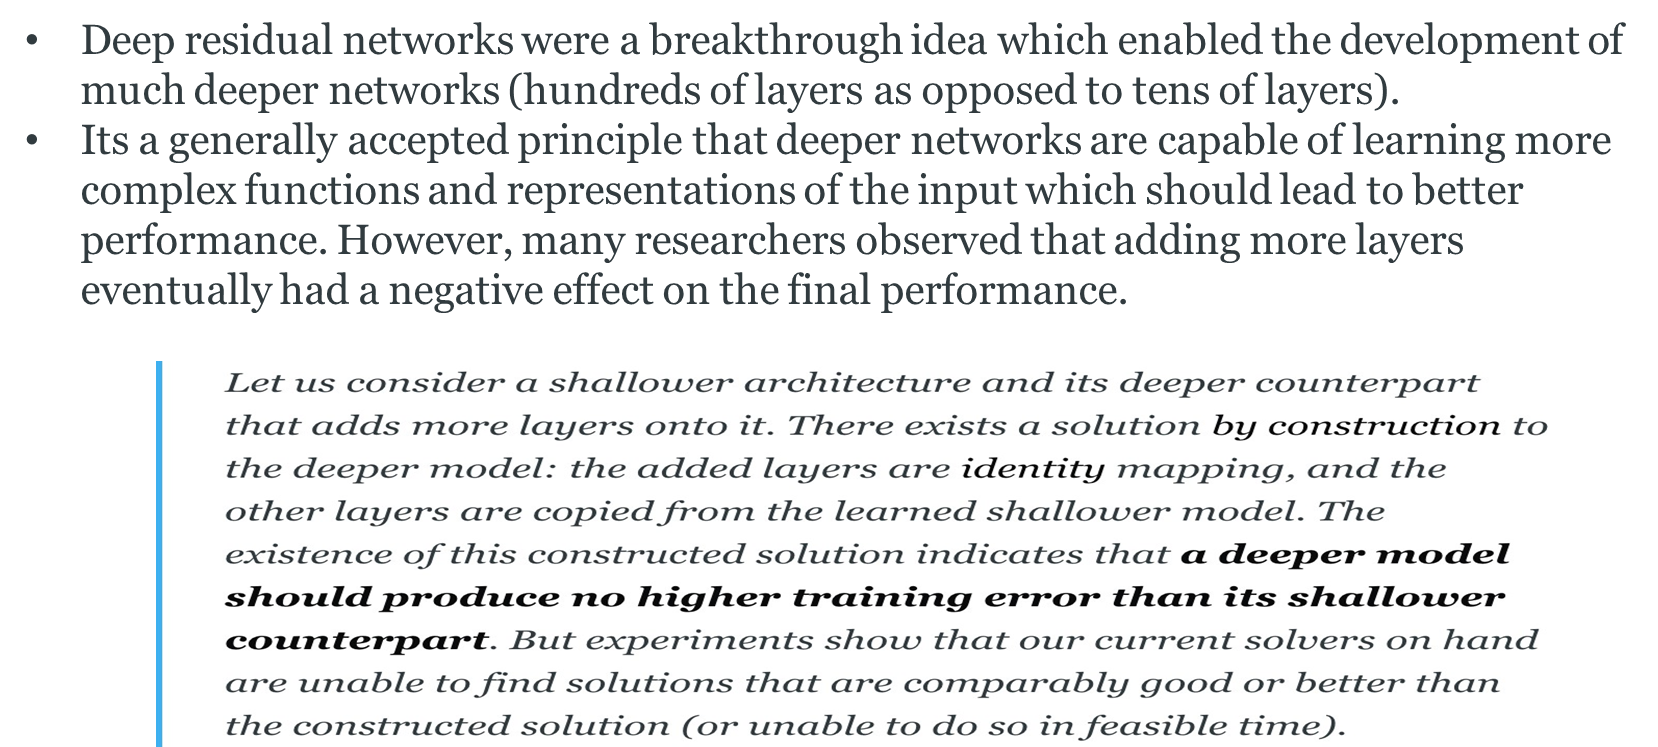 • Deep residual networks were a breakthrough idea which enabled the development of
much deeper networks (hundreds of layers as opposed to tens of layers).
• Its a generally accepted principle that deeper networks are capable of learning more
complex functions and representations of the input which should lead to better
performance. However, many researchers observed that adding more layers
eventually had a negative effect on the final performance.
Let us consider a shallower architecture and its deeper counterpart
that adds more layers onto it. There exists a solution by construction to
the deeper model: the added layers are identity mapping, and the
other layers are copied from the learned shallower model. The
existence of this constructed solution indicates that a deeper model
should produce no higher training error than its shallower
counterpart. But experiments show that our current solvers on hand
are unable to find solutions that are comparably good or better than
the constructed solution (or unable to do so in feasible time).